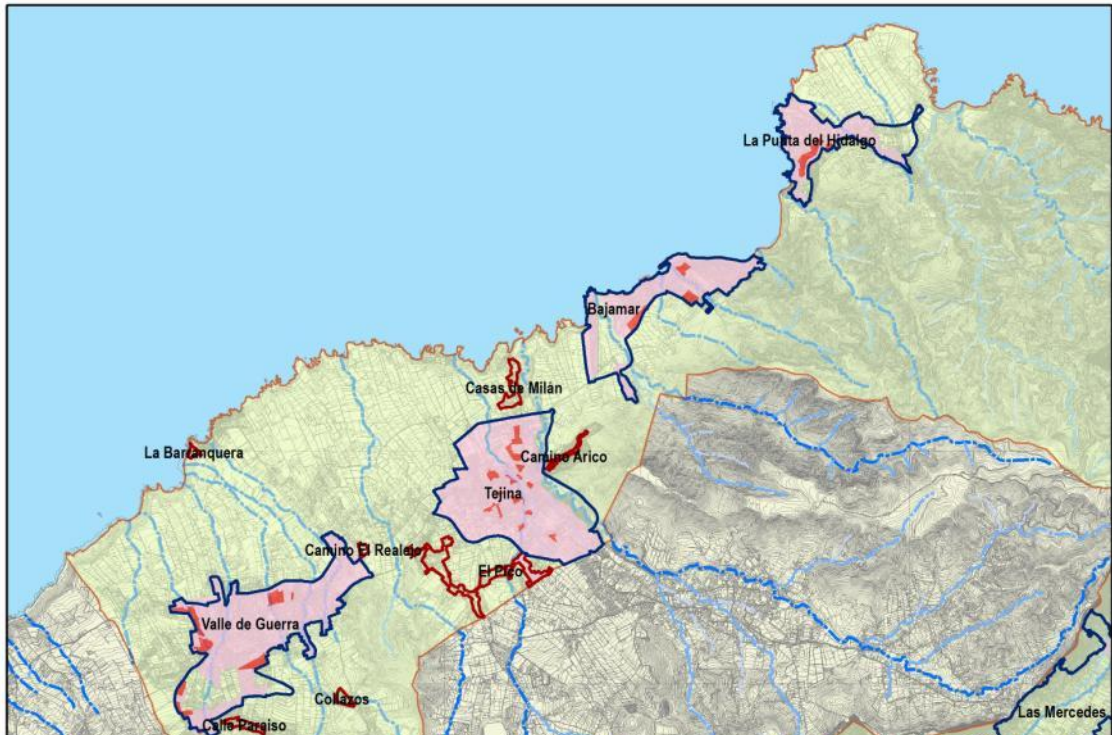 La Punta del Hidalgo
Bajamar
Casas de Milán
La Barranquera
Camino Arico
Tejina
Camino El Realejo
El Pico
Valle de Guerra
Collazos
Las Mercedes
Calle Paraiso